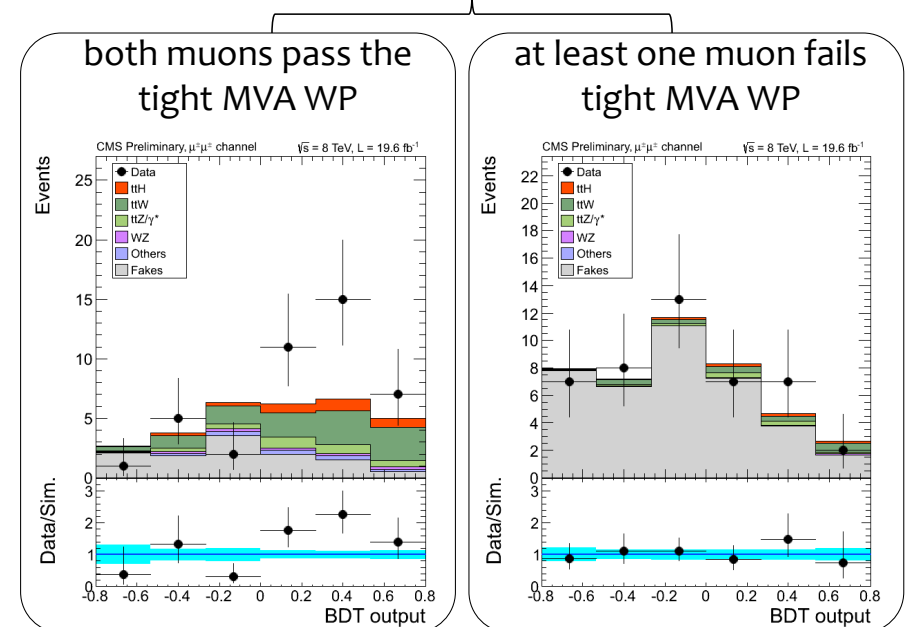 both muons pass the
tight MVA WP
CMS Preliminary, μ±μ± channel √s = 8 TeV, L = 19.6 fb⁻¹
Events
25
20
15
10
5
0
Data
ttH
ttW
ttZ/γ*
WZ
Others
Fakes
Data/Sim.
3
2
1
0
-0.8 -0.6 -0.4 -0.2 0 0.2 0.4 0.6 0.8
BDT output
at least one muon fails
tight MVA WP
CMS Preliminary, μ±μ± channel √s = 8 TeV, L = 19.6 fb⁻¹
Events
22
20
18
16
14
12
10
8
6
4
2
0
Data
ttH
ttW
ttZ/γ*
WZ
Others
Fakes
Data/Sim.
3
2
1
0
-0.8 -0.6 -0.4 -0.2 0 0.2 0.4 0.6 0.8
BDT output